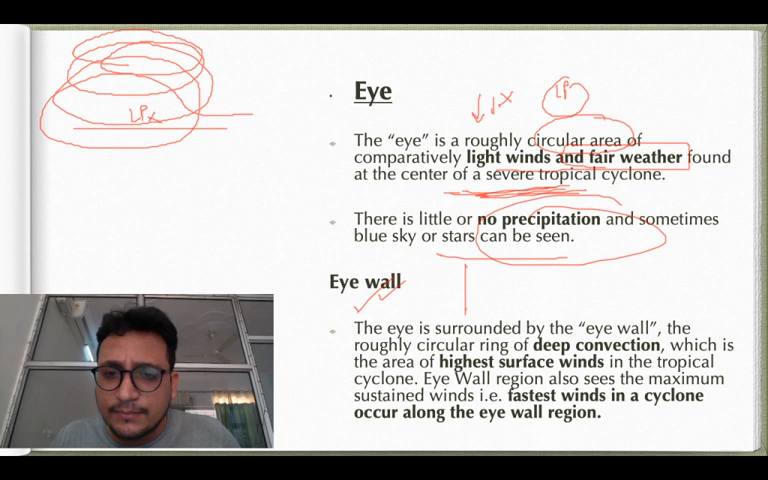 LP
LP
Eye
The “eye” is a roughly circular area of
comparatively light winds and fair weather found
at the center of a severe tropical cyclone.
There is little or no precipitation and sometimes
blue sky or stars can be seen.
Eye wall
The eye is surrounded by the “eye wall”, the
roughly circular ring of deep convection, which is
the area of highest surface winds in the tropical
cyclone. Eye Wall region also sees the maximum
sustained winds i.e. fastest winds in a cyclone
occur along the eye wall region.